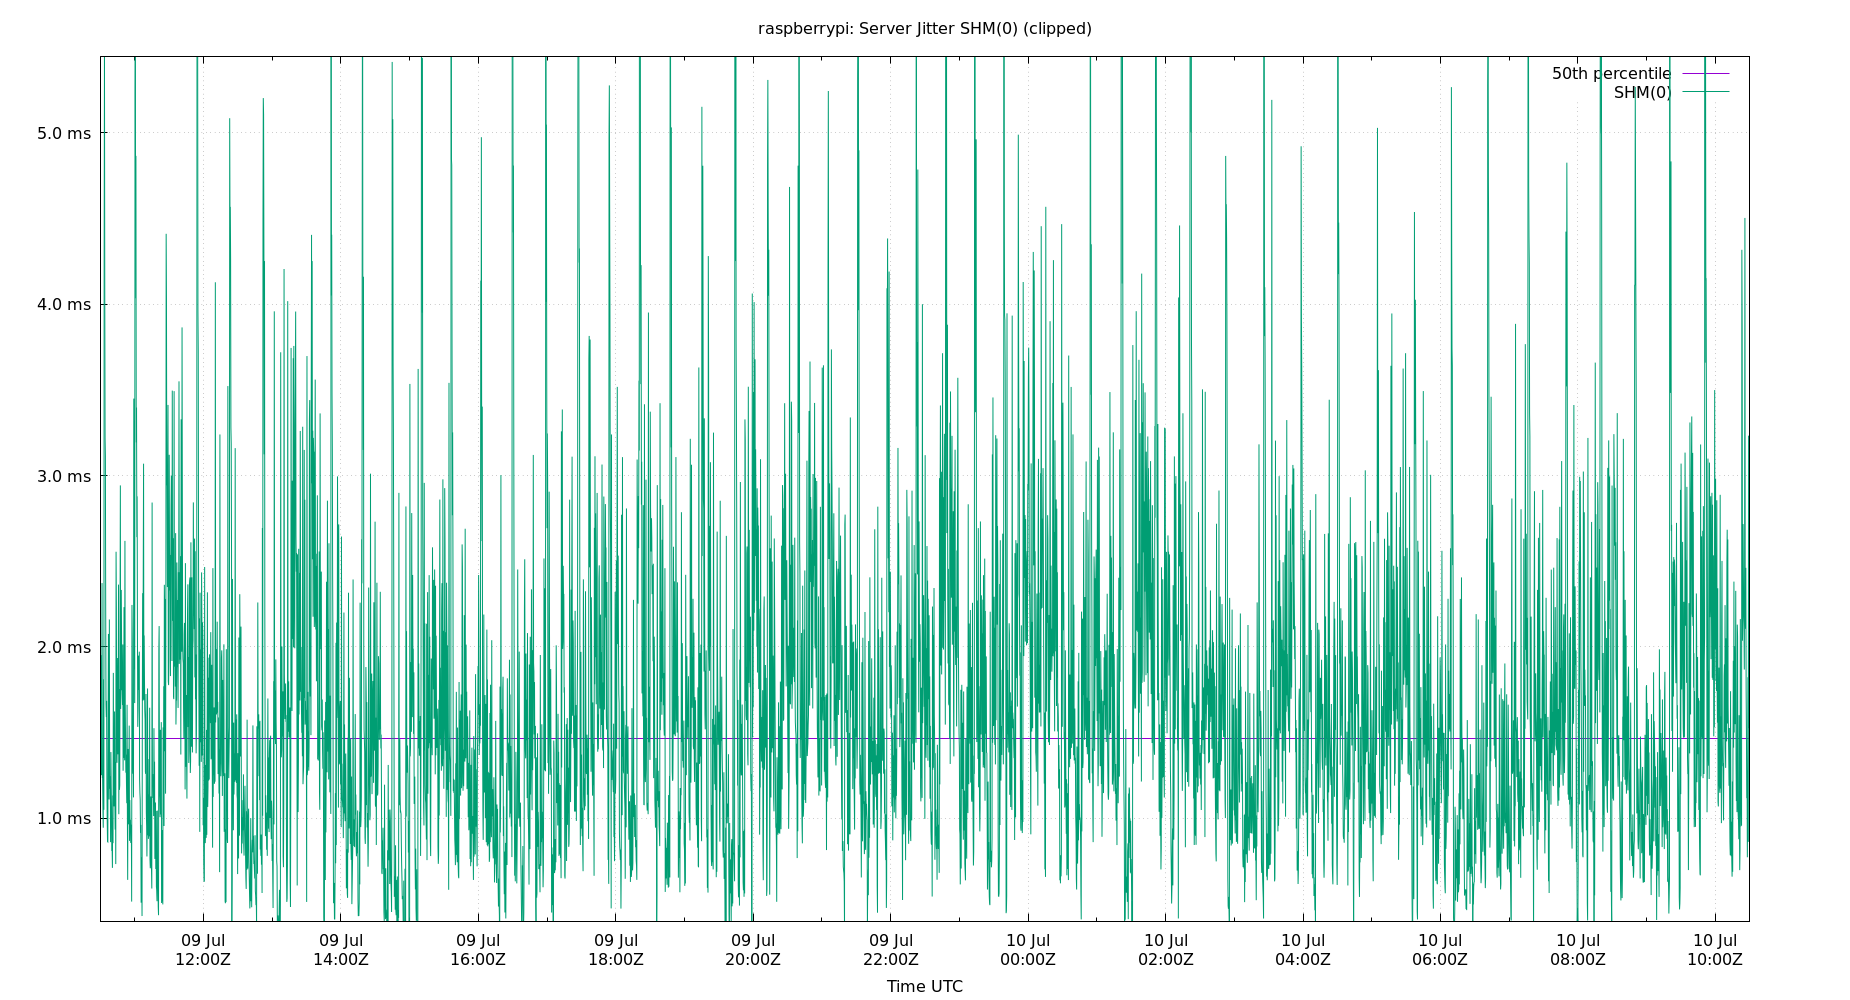 raspberrypi: Server Jitter SHM(0) (clipped)
50th percentile
SHM(0)
5.0 ms
4.0 ms
3.0 ms
2.0 ms
1.0 ms
09 Jul 09 Jul 09 Jul 09 Jul 09 Jul 09 Jul 10 Jul 10 Jul 10 Jul 10 Jul 10 Jul 10 Jul
12:00Z 14:00Z 16:00Z 18:00Z 20:00Z 22:00Z 00:00Z 02:00Z 04:00Z 06:00Z 08:00Z 10:00Z
Time UTC